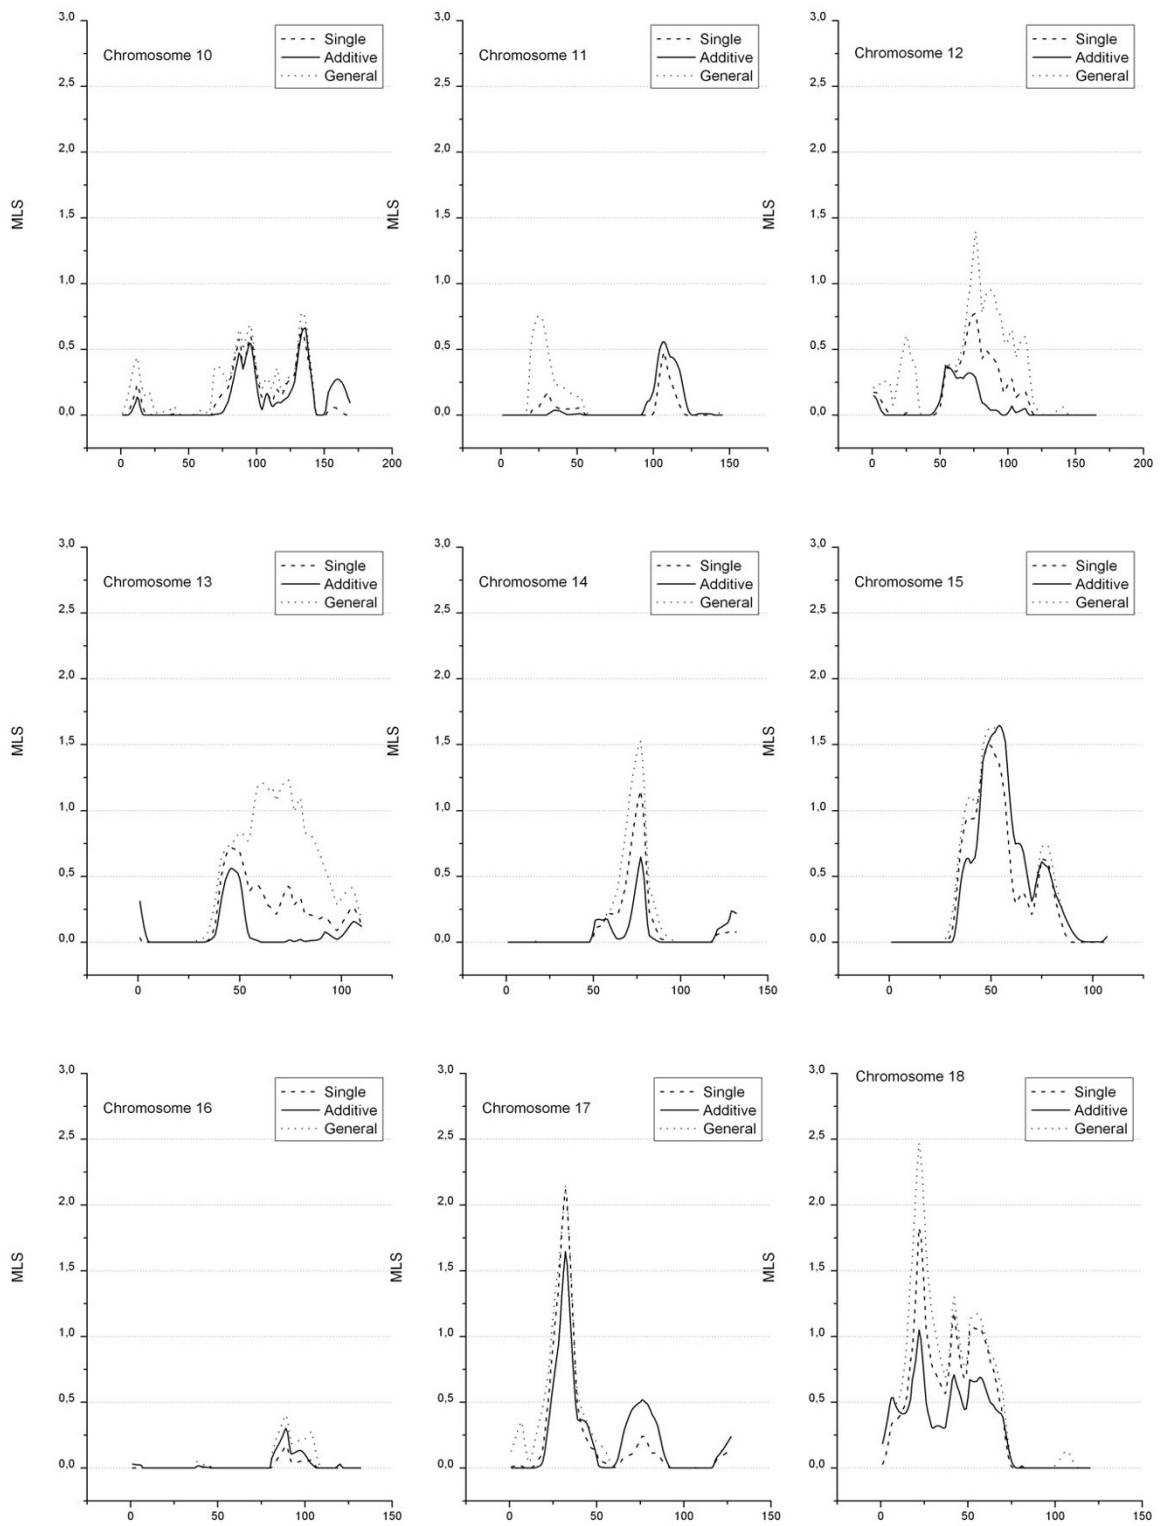 MLS
3,0
2,5
2,0
1,5
1,0
0,5
0,0
Chromosome 10
Single
Additive
General
0 50 100 150 200
MLS
3,0
2,5
2,0
1,5
1,0
0,5
0,0
Chromosome 11
Single
Additive
General
0 50 100 150
MLS
3,0
2,5
2,0
1,5
1,0
0,5
0,0
Chromosome 12
Single
Additive
General
0 50 100 150 200
MLS
3,0
2,5
2,0
1,5
1,0
0,5
0,0
Chromosome 13
Single
Additive
General
0 50 100
MLS
3,0
2,5
2,0
1,5
1,0
0,5
0,0
Chromosome 14
Single
Additive
General
0 50 100 150
MLS
3,0
2,5
2,0
1,5
1,0
0,5
0,0
Chromosome 15
Single
Additive
General
0 50 100
MLS
3,0
2,5
2,0
1,5
1,0
0,5
0,0
Chromosome 16
Single
Additive
General
0 50 100 150
MLS
3,0
2,5
2,0
1,5
1,0
0,5
0,0
Chromosome 17
Single
Additive
General
0 50 100 150
MLS
3,0
2,5
2,0
1,5
1,0
0,5
0,0
Chromosome 18
Single
Additive
General
0 50 100 150